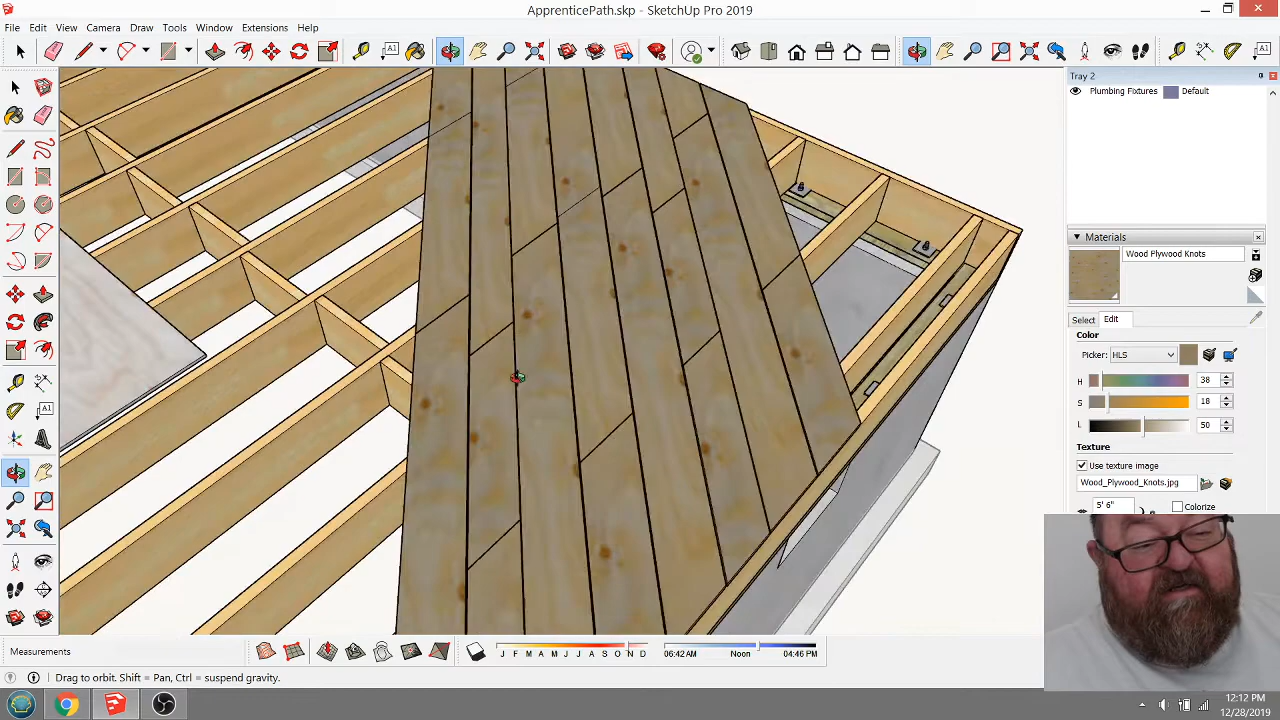 ApprenticePath.skp - SketchUp Pro 2019
File Edit View Camera Draw Tools Window Extensions Help
A1
A1
Tray 2
Plumbing Fixtures Default
Materials
Wood Plywood Knots
Select Edit
Color
Picker: HLS
H 38
S 18
L 50
Texture
Use texture image
Wood_Plywood_Knots.jpg
5' 6"
Colorize
A1
Measurements
J F M A M J J A S O N D
06:42 AM Noon 04:46 PM
Drag to orbit. Shift = Pan, Ctrl = suspend gravity.
12:12 PM
12/28/2019